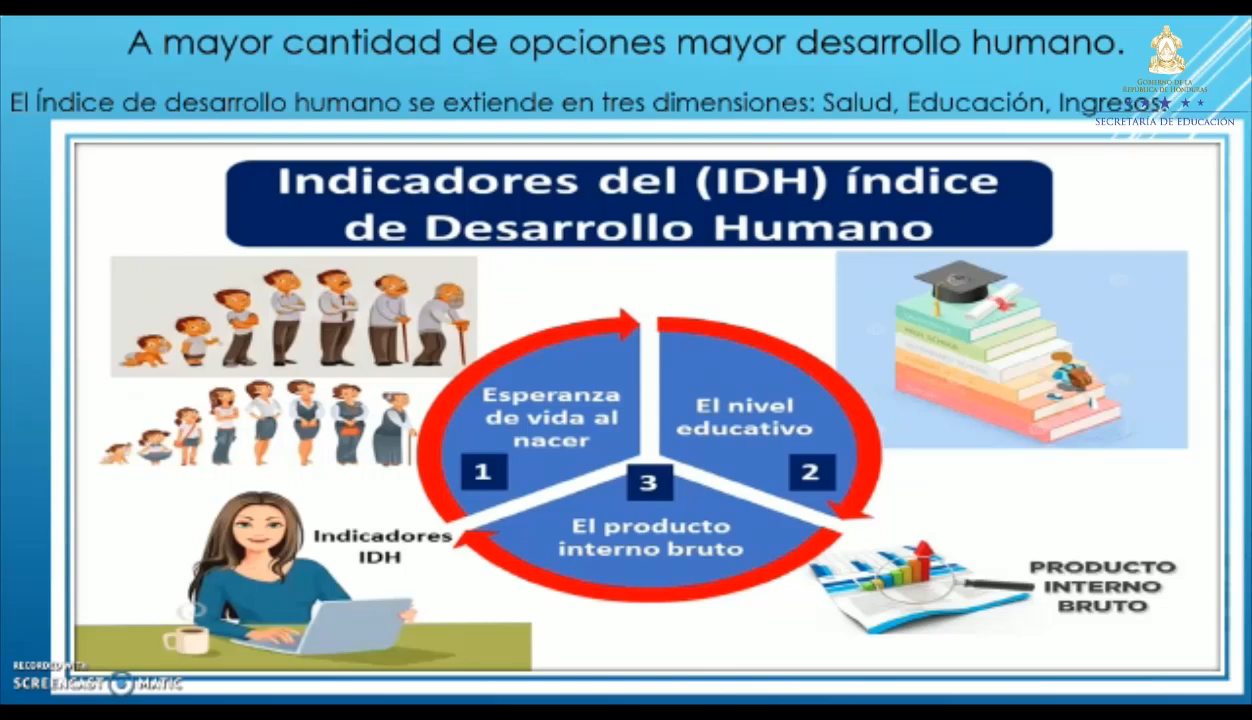 A mayor cantidad de opciones mayor desarrollo humano.
GOBIERNO DE LA
REPÚBLICA DE HONDURAS
El Índice de desarrollo humano se extiende en tres dimensiones: Salud, Educación, Ingresos.
SECRETARÍA DE EDUCACIÓN
Indicadores del (IDH) índice
de Desarrollo Humano
Esperanza
de vida al
nacer
1
El nivel
educativo
2
3
El producto
interno bruto
Indicadores
IDH
PRODUCTO
INTERNO
BRUTO
RECORDED WITH
SCREENCAST MATIC